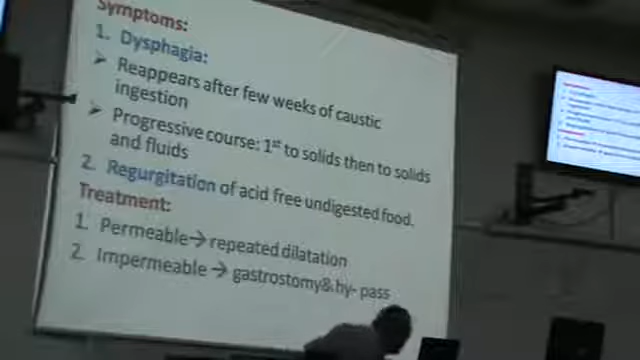 Symptoms:
1. Dysphagia:
➤ Reappears after few weeks of caustic
ingestion
➤ Progressive course: 1st to solids then to solids
and fluids
2. Regurgitation of acid free undigested food.
Treatment:
1. Permeable→ repeated dilatation
2. Impermeable → gastrostomy& hy- pass